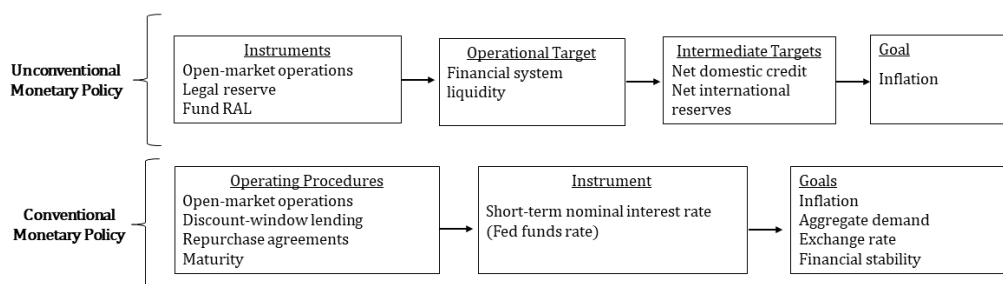 Unconventional
Monetary Policy
Instruments
Open-market operations
Legal reserve
Fund RAL
Operational Target
Financial system
liquidity
Intermediate Targets
Net domestic credit
Net international
reserves
Goal
Inflation
Conventional
Monetary Policy
Operating Procedures
Open-market operations
Discount-window lending
Repurchase agreements
Maturity
Instrument
Short-term nominal interest rate
(Fed funds rate)
Goals
Inflation
Aggregate demand
Exchange rate
Financial stability